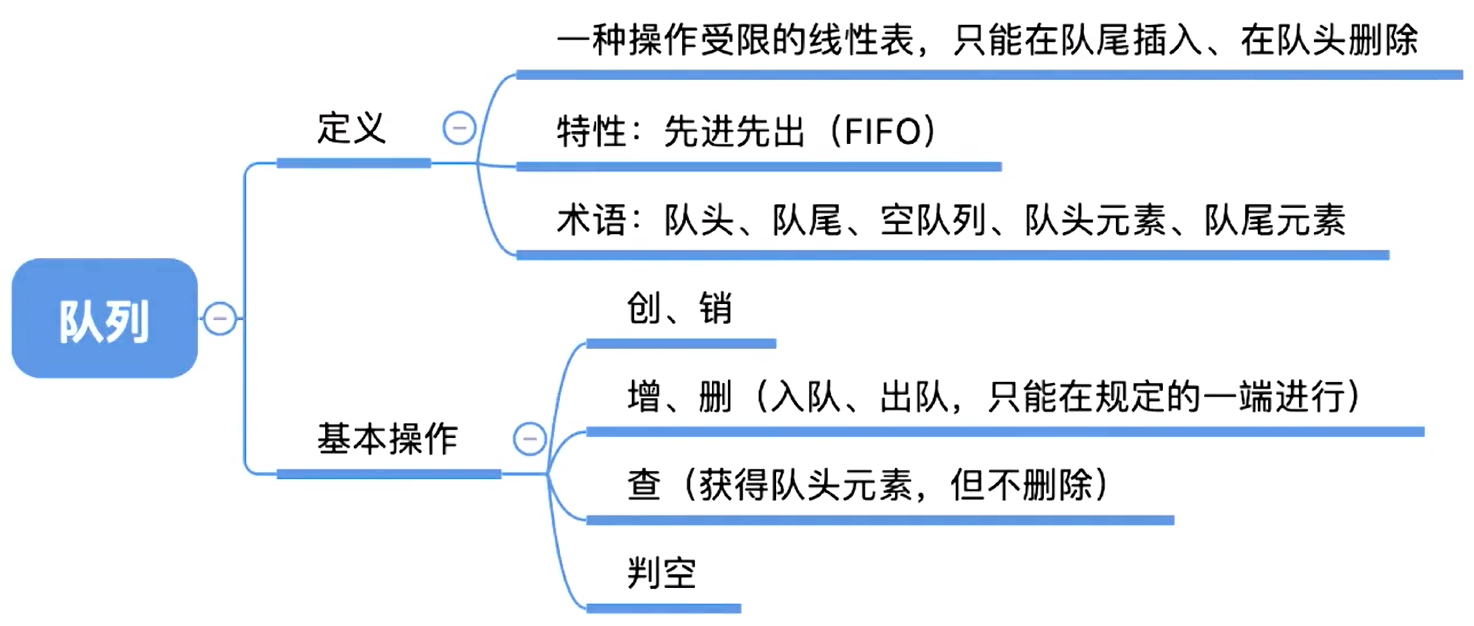 队列
定义
一种操作受限的线性表，只能在队尾插入、在队头删除
特性：先进先出（FIFO）
术语：队头、队尾、空队列、队头元素、队尾元素
基本操作
创、销
增、删（入队、出队，只能在规定的一端进行）
查（获得队头元素，但不删除）
判空